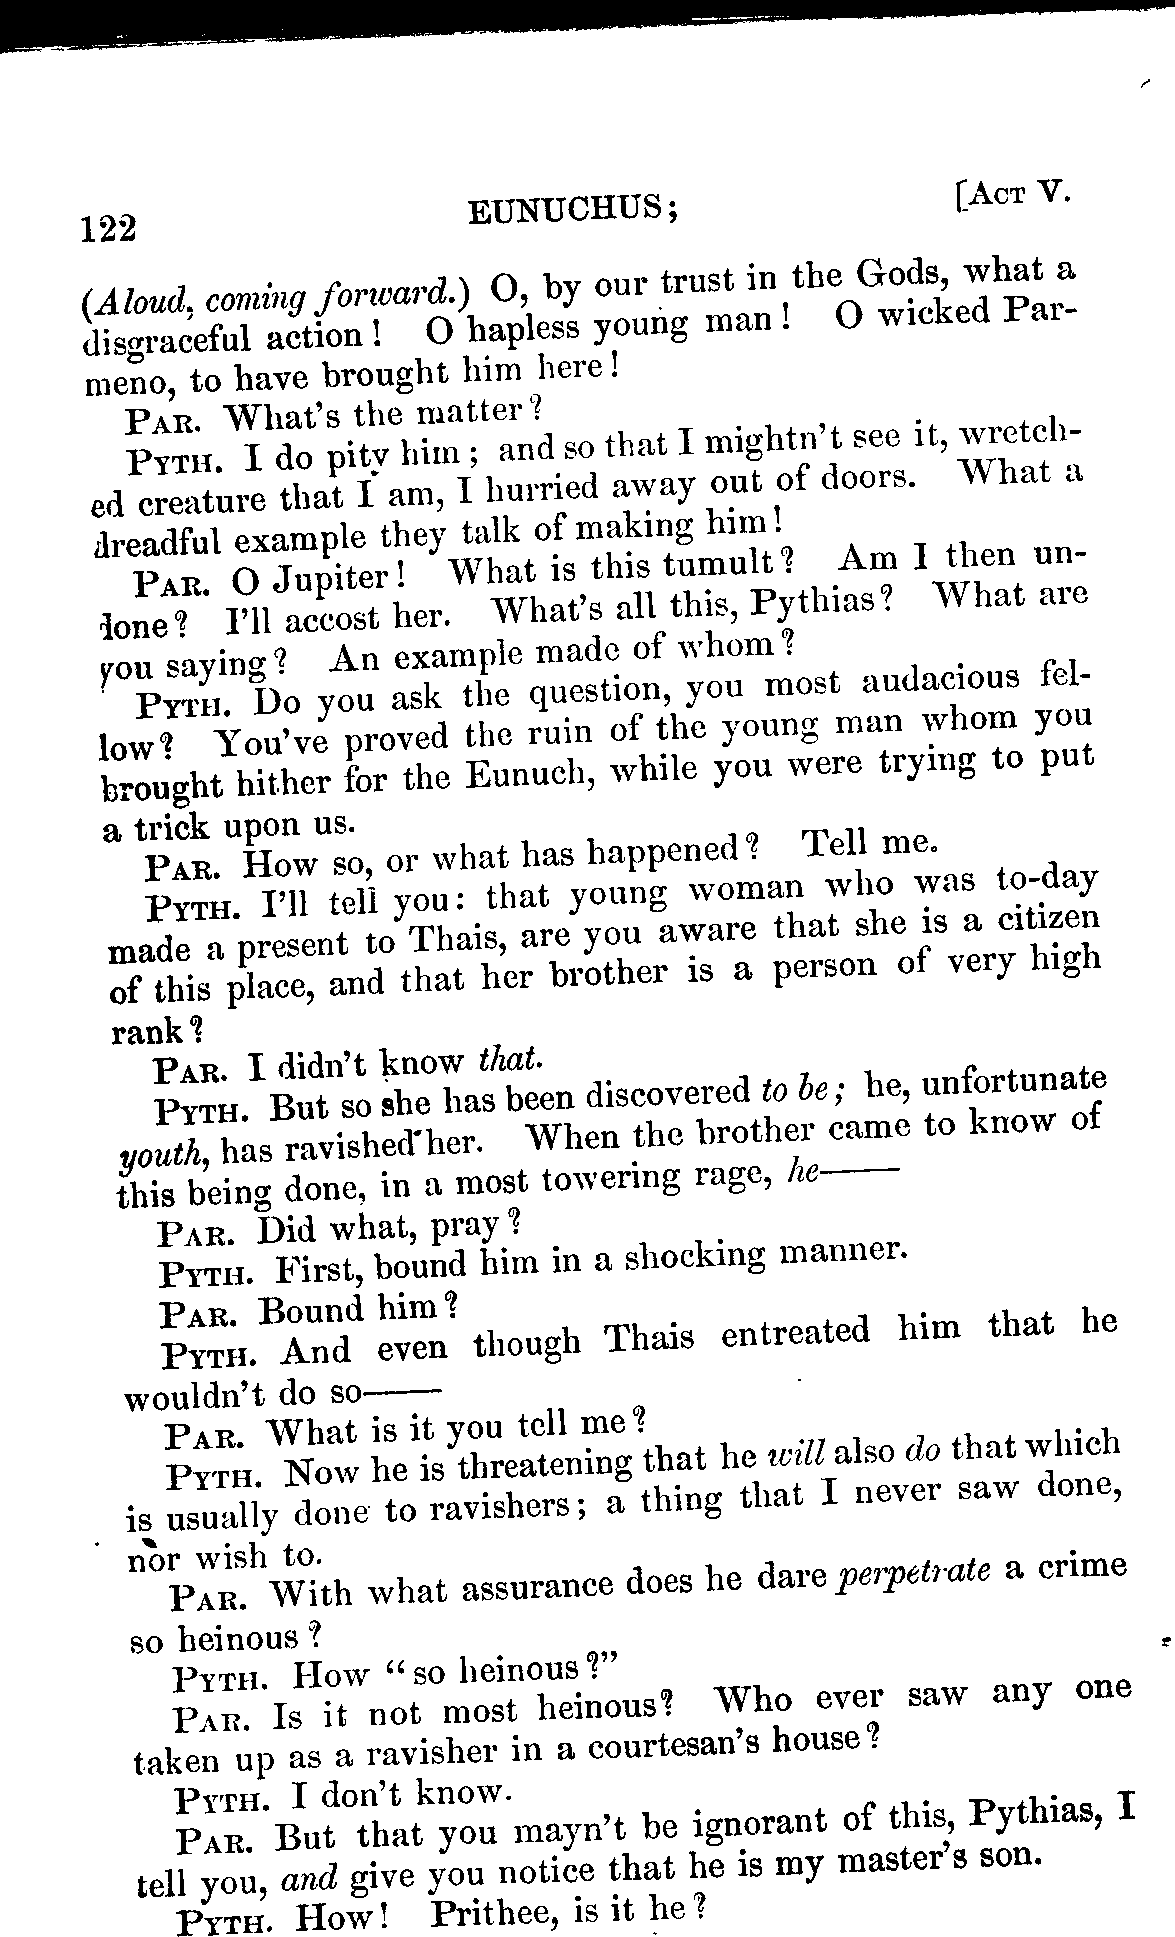 122 EUNUCHUS; [ACT V.
(Aloud, coming forward.) O, by our trust in the Gods, what a
disgraceful action! O hapless young man! O wicked Par-
meno, to have brought him here!
PAR. What's the matter?
PYTH. I do pity him; and so that I mightn't see it, wretch-
ed creature that I am, I hurried away out of doors. What a
dreadful example they talk of making him!
PAR. O Jupiter! What is this tumult? Am I then un-
done? I'll accost her. What's all this, Pythias? What are
you saying? An example made of whom?
PYTH. Do you ask the question, you most audacious fel-
low? You've proved the ruin of the young man whom you
brought hither for the Eunuch, while you were trying to put
a trick upon us.
PAR. How so, or what has happened? Tell me.
PYTH. I'll tell you: that young woman who was to-day
made a present to Thais, are you aware that she is a citizen
of this place, and that her brother is a person of very high
rank?
PAR. I didn't know that.
PYTH. But so she has been discovered to be; he, unfortunate
youth, has ravished her. When the brother came to know of
this being done, in a most towering rage, he——
PAR. Did what, pray?
PYTH. First, bound him in a shocking manner.
PAR. Bound him?
PYTH. And even though Thais entreated him that he
wouldn't do so——
PAR. What is it you tell me?
PYTH. Now he is threatening that he will also do that which
is usually done to ravishers; a thing that I never saw done,
nor wish to.
PAR. With what assurance does he dare perpetrate a crime
so heinous?
PYTH. How "so heinous?"
PAR. Is it not most heinous? Who ever saw any one
taken up as a ravisher in a courtesan's house?
PYTH. I don't know.
PAR. But that you mayn't be ignorant of this, Pythias, I
tell you, and give you notice that he is my master's son.
PYTH. How! Prithee, is it he?